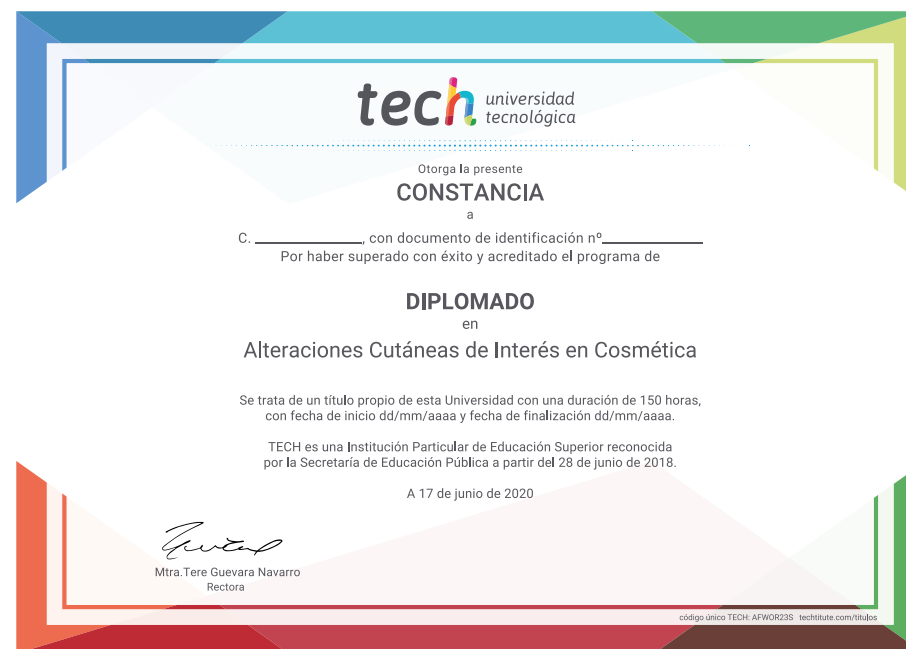 tech universidad
tecnológica
Otorga la presente
CONSTANCIA
a
C. ____________, con documento de identificación nº____________
Por haber superado con éxito y acreditado el programa de
DIPLOMADO
en
Alteraciones Cutáneas de Interés en Cosmética
Se trata de un título propio de esta Universidad con una duración de 150 horas,
con fecha de inicio dd/mm/aaaa y fecha de finalización dd/mm/aaaa.
TECH es una Institución Particular de Educación Superior reconocida
por la Secretaría de Educación Pública a partir del 28 de junio de 2018.
A 17 de junio de 2020
Mtra.Tere Guevara Navarro
Rectora
código único TECH: AFWOR23S techtitute.com/titulos